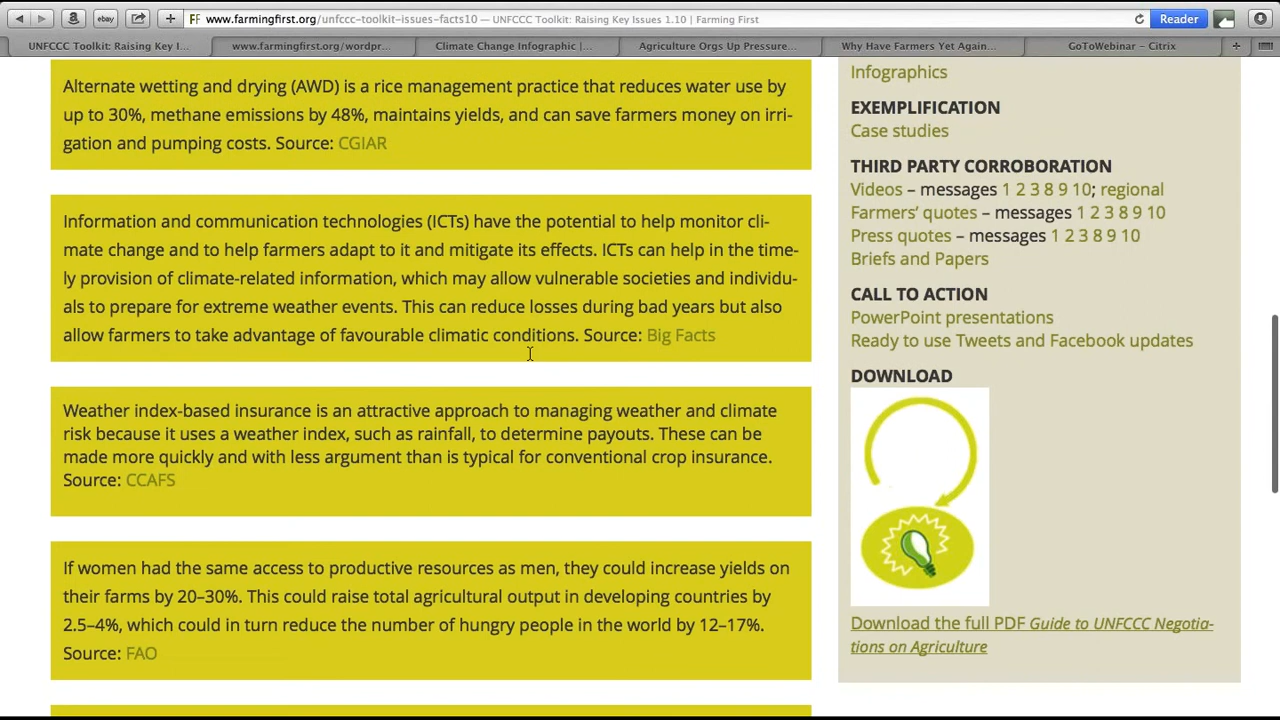 www.farmingfirst.org/unfccc-toolkit-issues-facts10 — UNFCCC Toolkit: Raising Key Issues 1.10 | Farming First
Reader
UNFCCC Toolkit: Raising Key I...
www.farmingfirst.org/wordpr...
Climate Change Infographic |...
Agriculture Orgs Up Pressure...
Why Have Farmers Yet Again...
GoToWebinar - Citrix
Alternate wetting and drying (AWD) is a rice management practice that reduces water use by
up to 30%, methane emissions by 48%, maintains yields, and can save farmers money on irri-
gation and pumping costs. Source: CGIAR
Information and communication technologies (ICTs) have the potential to help monitor cli-
mate change and to help farmers adapt to it and mitigate its effects. ICTs can help in the time-
ly provision of climate-related information, which may allow vulnerable societies and individu-
als to prepare for extreme weather events. This can reduce losses during bad years but also
allow farmers to take advantage of favourable climatic conditions. Source: Big Facts
Weather index-based insurance is an attractive approach to managing weather and climate
risk because it uses a weather index, such as rainfall, to determine payouts. These can be
made more quickly and with less argument than is typical for conventional crop insurance.
Source: CCAFS
If women had the same access to productive resources as men, they could increase yields on
their farms by 20–30%. This could raise total agricultural output in developing countries by
2.5–4%, which could in turn reduce the number of hungry people in the world by 12–17%.
Source: FAO
Infographics
EXEMPLIFICATION
Case studies
THIRD PARTY CORROBORATION
Videos – messages 1 2 3 8 9 10; regional
Farmers' quotes – messages 1 2 3 8 9 10
Press quotes – messages 1 2 3 8 9 10
Briefs and Papers
CALL TO ACTION
PowerPoint presentations
Ready to use Tweets and Facebook updates
DOWNLOAD
Download the full PDF Guide to UNFCCC Negotia-
tions on Agriculture